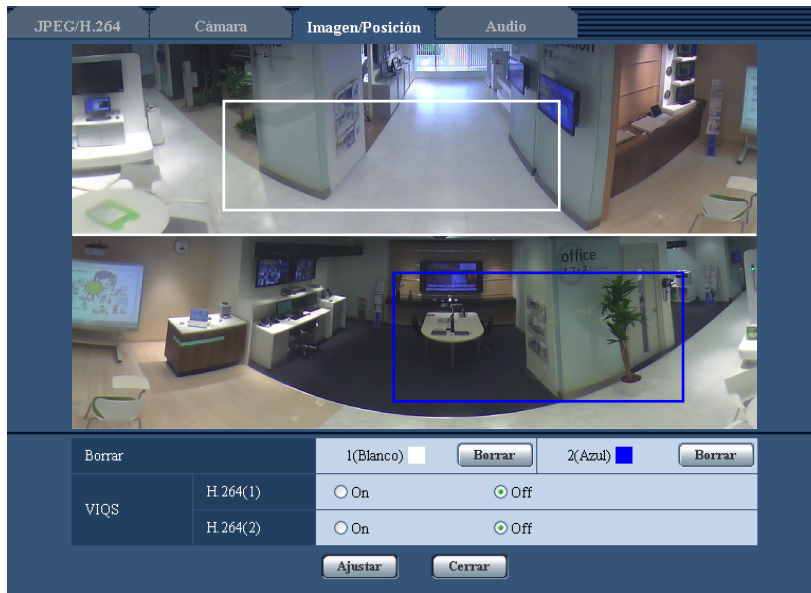 JPEG/H.264 Cámara Imagen/Posición Audio
office
Borrar 1(Blanco) Borrar 2(Azul) Borrar
VIQS H.264(1) On Off
H.264(2) On Off
Ajustar Cerrar